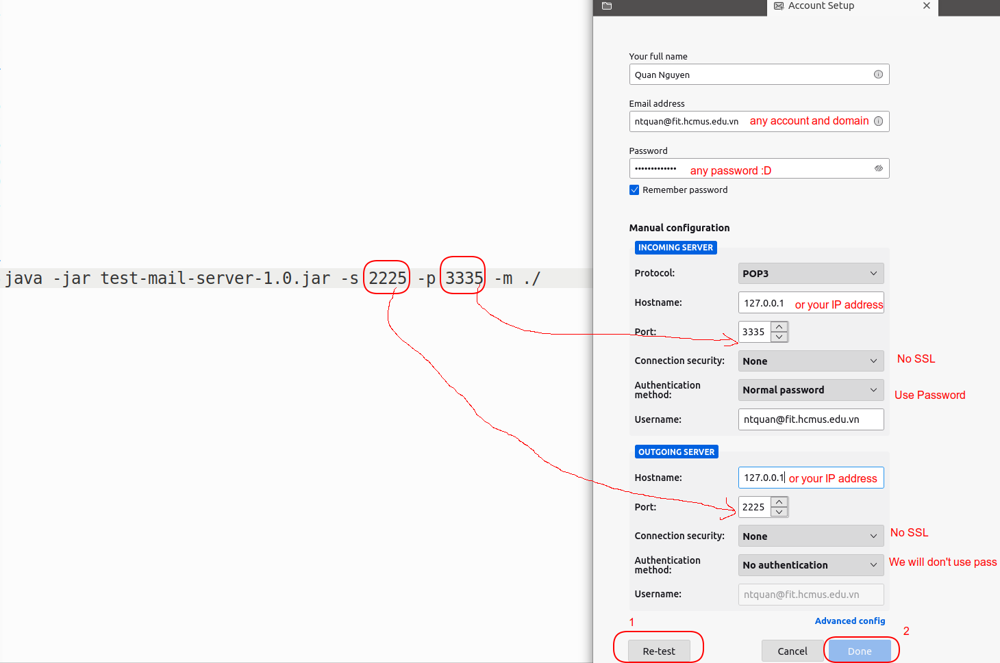 Account Setup
Your full name
Quan Nguyen
Email address
ntquan@fit.hcmus.edu.vn any account and domain
Password
••••••••••••• any password :D
Remember password
Manual configuration
INCOMING SERVER
Protocol: POP3
Hostname: 127.0.0.1 or your IP address
java -jar test-mail-server-1.0.jar -s 2225 -p 3335 -m ./
Port: 3335
Connection security: None No SSL
Authentication
method: Normal password Use Password
Username: ntquan@fit.hcmus.edu.vn
OUTGOING SERVER
Hostname: 127.0.0.1 or your IP address
Port: 2225
Connection security: None No SSL
Authentication
method: No authentication We will don't use pass
Username: ntquan@fit.hcmus.edu.vn
Advanced config
1
2
Re-test Cancel Done